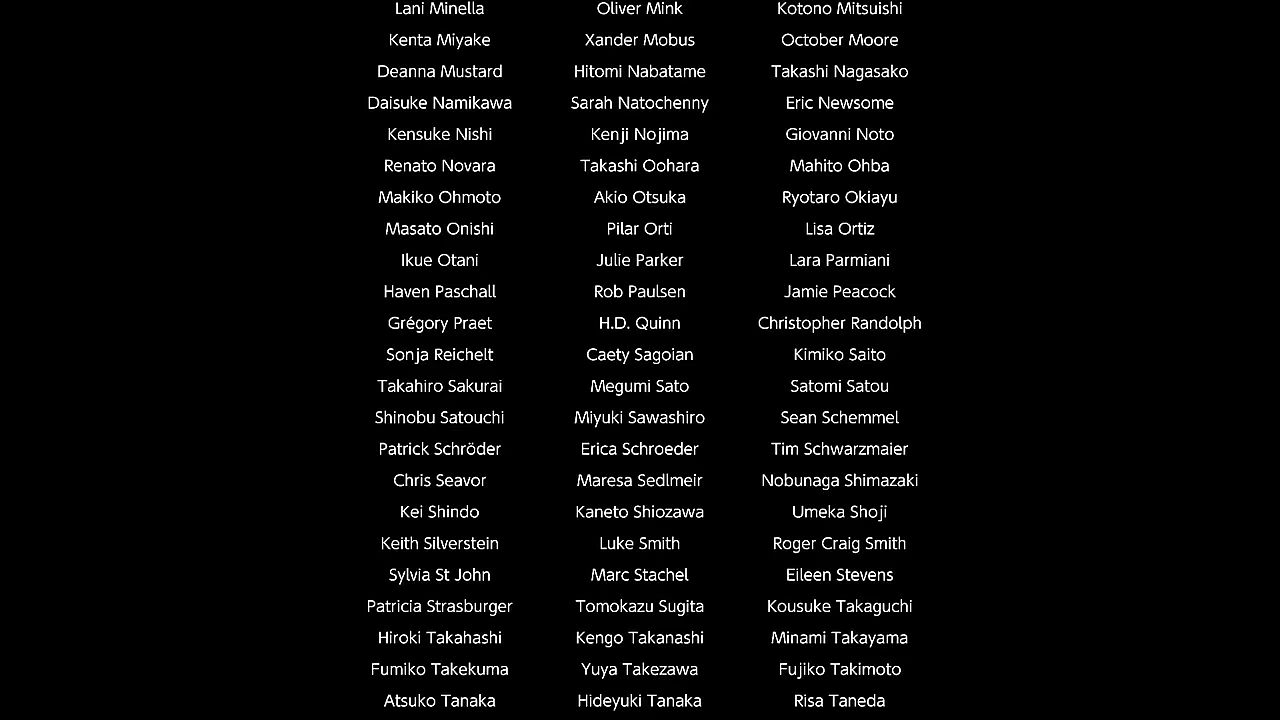 Lani Minella Oliver Mink Kotono Mitsuishi
Kenta Miyake Xander Mobus October Moore
Deanna Mustard Hitomi Nabatame Takashi Nagasako
Daisuke Namikawa Sarah Natochenny Eric Newsome
Kensuke Nishi Kenji Nojima Giovanni Noto
Renato Novara Takashi Oohara Mahito Ohba
Makiko Ohmoto Akio Otsuka Ryotaro Okiayu
Masato Onishi Pilar Orti Lisa Ortiz
Ikue Otani Julie Parker Lara Parmiani
Haven Paschall Rob Paulsen Jamie Peacock
Grégory Praet H.D. Quinn Christopher Randolph
Sonja Reichelt Caety Sagoian Kimiko Saito
Takahiro Sakurai Megumi Sato Satomi Satou
Shinobu Satouchi Miyuki Sawashiro Sean Schemmel
Patrick Schröder Erica Schroeder Tim Schwarzmaier
Chris Seavor Maresa Sedlmeir Nobunaga Shimazaki
Kei Shindo Kaneto Shiozawa Umeka Shoji
Keith Silverstein Luke Smith Roger Craig Smith
Sylvia St John Marc Stachel Eileen Stevens
Patricia Strasburger Tomokazu Sugita Kousuke Takaguchi
Hiroki Takahashi Kengo Takanashi Minami Takayama
Fumiko Takekuma Yuya Takezawa Fujiko Takimoto
Atsuko Tanaka Hideyuki Tanaka Risa Taneda